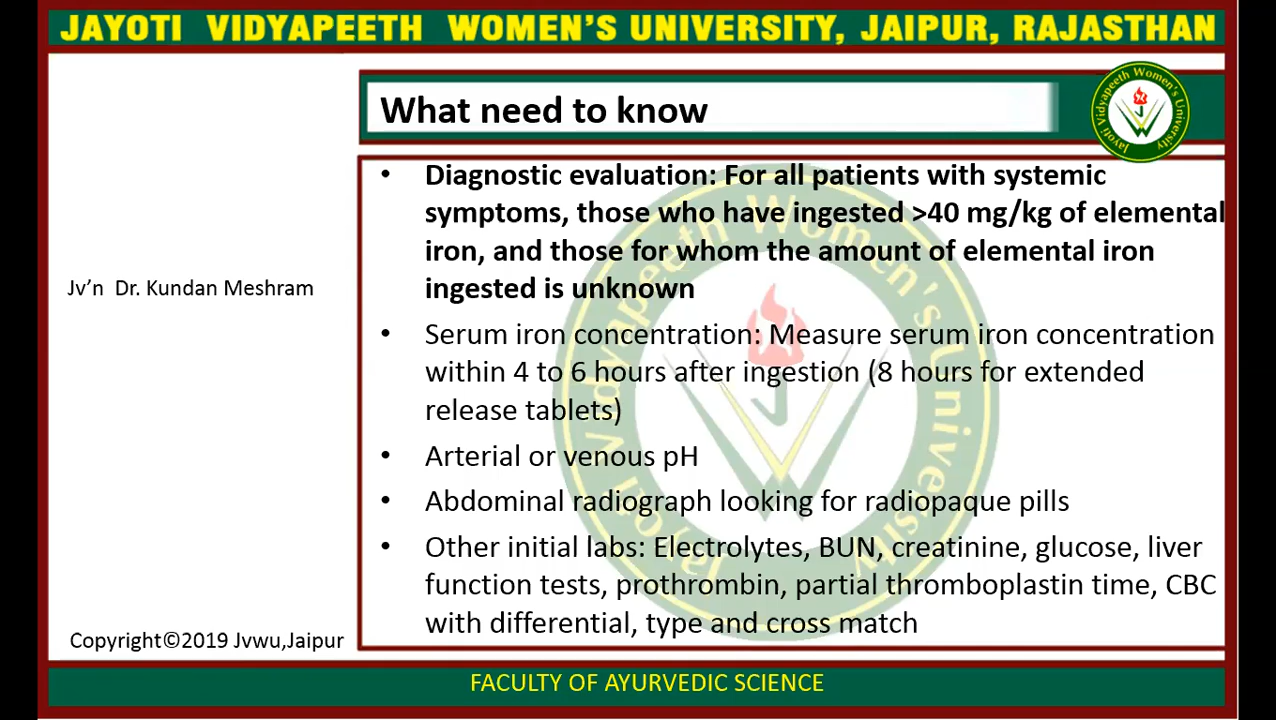 JAYOTI VIDYAPEETH WOMEN'S UNIVERSITY, JAIPUR, RAJASTHAN
What need to know
Jayoti Vidyapeeth Women's University
Jv'n Dr. Kundan Meshram
• Diagnostic evaluation: For all patients with systemic
symptoms, those who have ingested >40 mg/kg of elemental
iron, and those for whom the amount of elemental iron
ingested is unknown
• Serum iron concentration: Measure serum iron concentration
within 4 to 6 hours after ingestion (8 hours for extended
release tablets)
• Arterial or venous pH
• Abdominal radiograph looking for radiopaque pills
• Other initial labs: Electrolytes, BUN, creatinine, glucose, liver
function tests, prothrombin, partial thromboplastin time, CBC
with differential, type and cross match
Copyright©2019 Jvwu,Jaipur
FACULTY OF AYURVEDIC SCIENCE